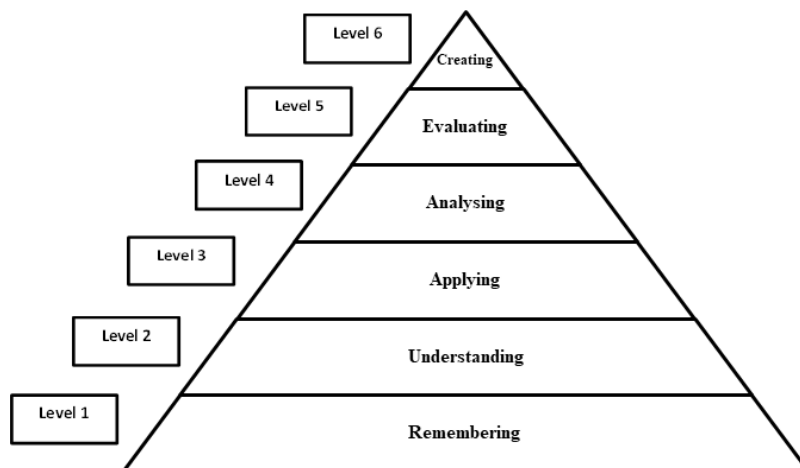 Level 6
Creating
Level 5
Evaluating
Level 4
Analysing
Level 3
Applying
Level 2
Understanding
Level 1
Remembering